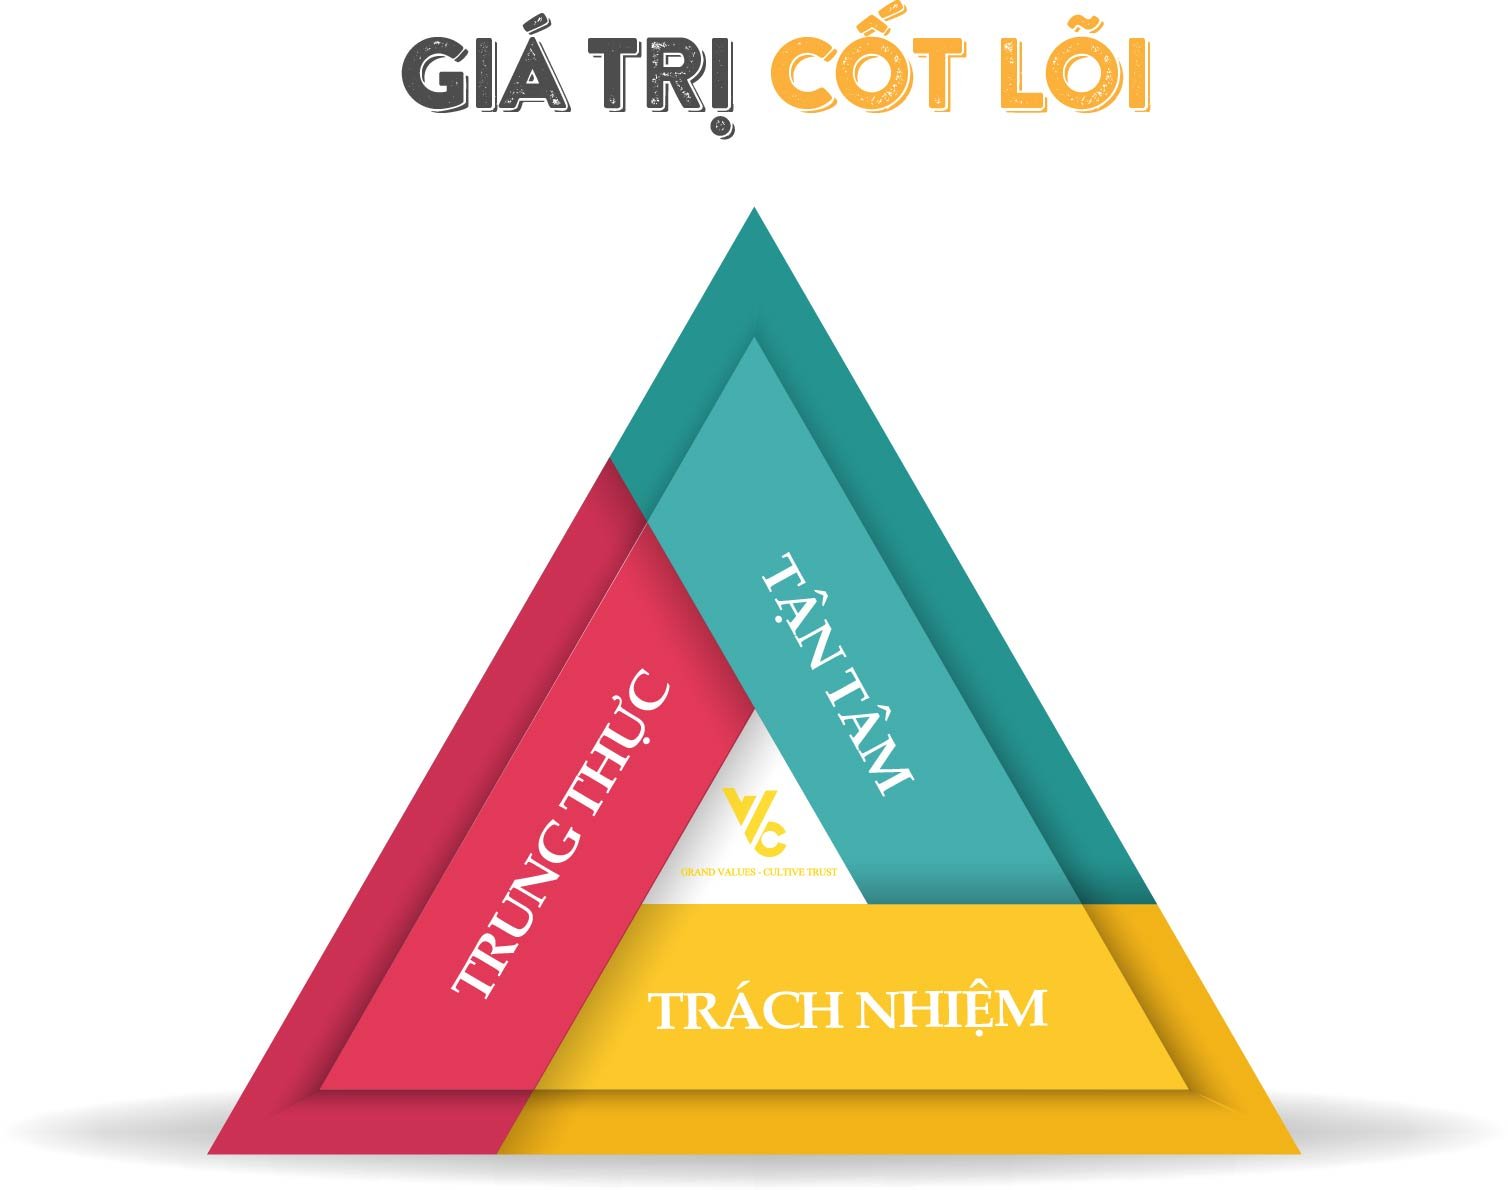 GIÁ TRỊ CỐT LÕI
TẬN TÂM
TRUNG THỰC
VC
GRAND VALUES - CULTIVE TRUST
TRÁCH NHIỆM